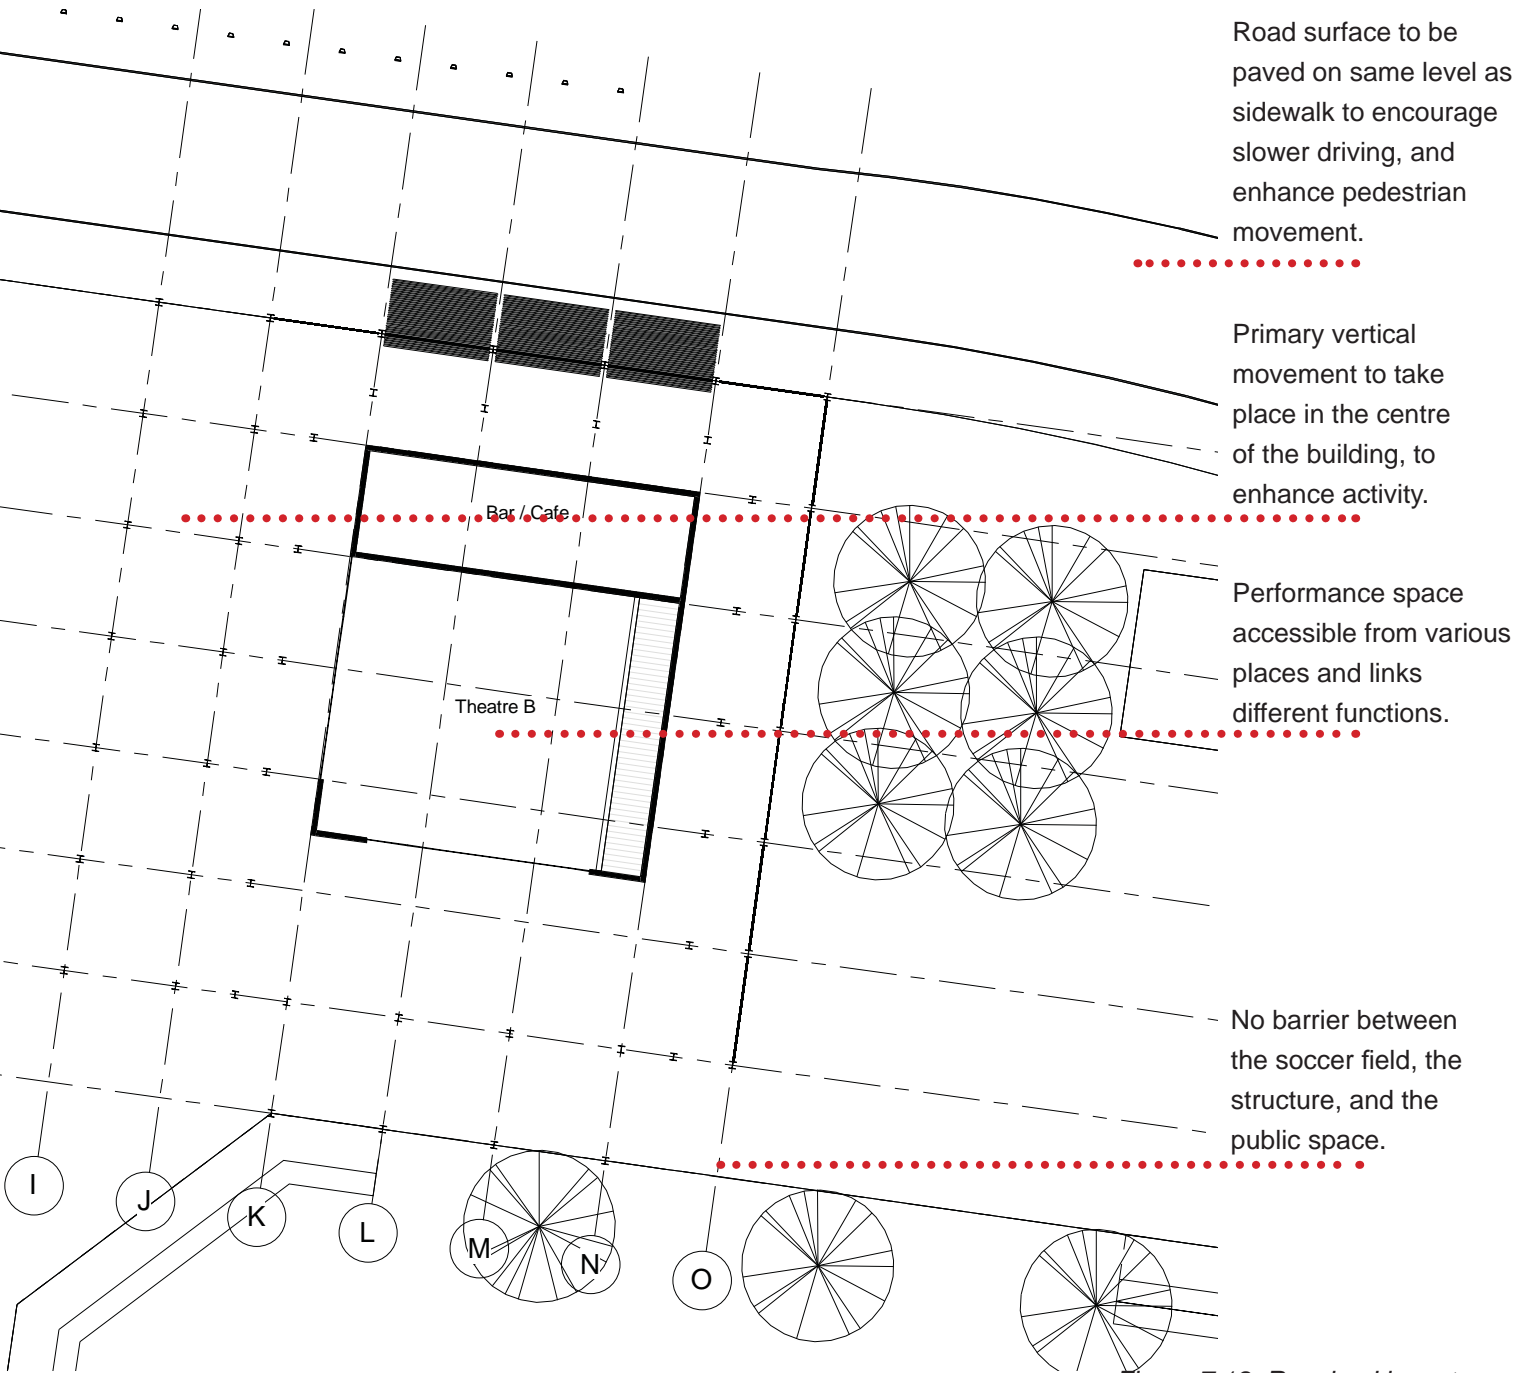 Road surface to be
paved on same level as
sidewalk to encourage
slower driving, and
enhance pedestrian
movement.
Primary vertical
movement to take
place in the centre
of the building, to
enhance activity.
Bar / Cafe
Performance space
accessible from various
places and links
different functions.
Theatre B
No barrier between
the soccer field, the
structure, and the
public space.
I
J
K
L
M
N
O